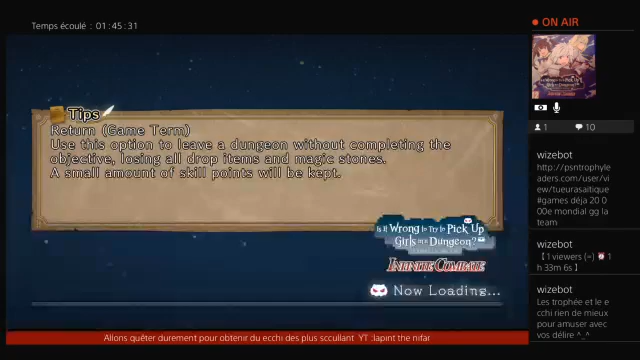 Temps écoulé : 01:45:31
ON AIR
Tips
Return (Game Term)
Use this option to leave a dungeon without completing the
objective, losing all drop items and magic stones.
A small amount of skill points will be kept.
Is It Wrong to Try to Pick Up
Girls in a Dungeon?
INFINITE COMBATE
Now Loading...
1
10
wizebot
http://psntrophyle
aders.com/user/vi
ew/tueurasaitique
#games déja 20 0
00e mondial gg la
team
wizebot
【1 viewers (=) ⏰ 1
h 33m 6s 】
wizebot
Les trophée et le e
cchi rien de mieux
pour amuser avec
vos délire ^_^
Allons quêter durement pour obtenir du ecchi des plus scculant YT :lapint the nifar